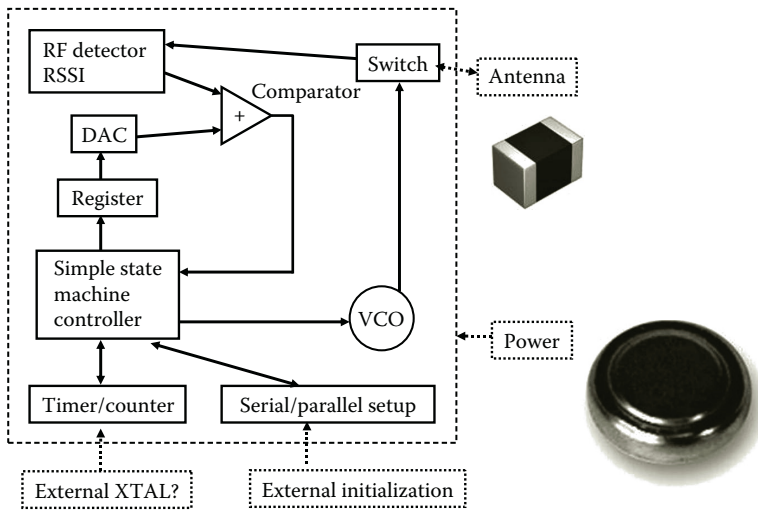 RF detector
RSSI
Switch
Antenna
Comparator
+
DAC
Register
Simple state
machine
controller
VCO
Power
Timer/counter
Serial/parallel setup
External XTAL?
External initialization